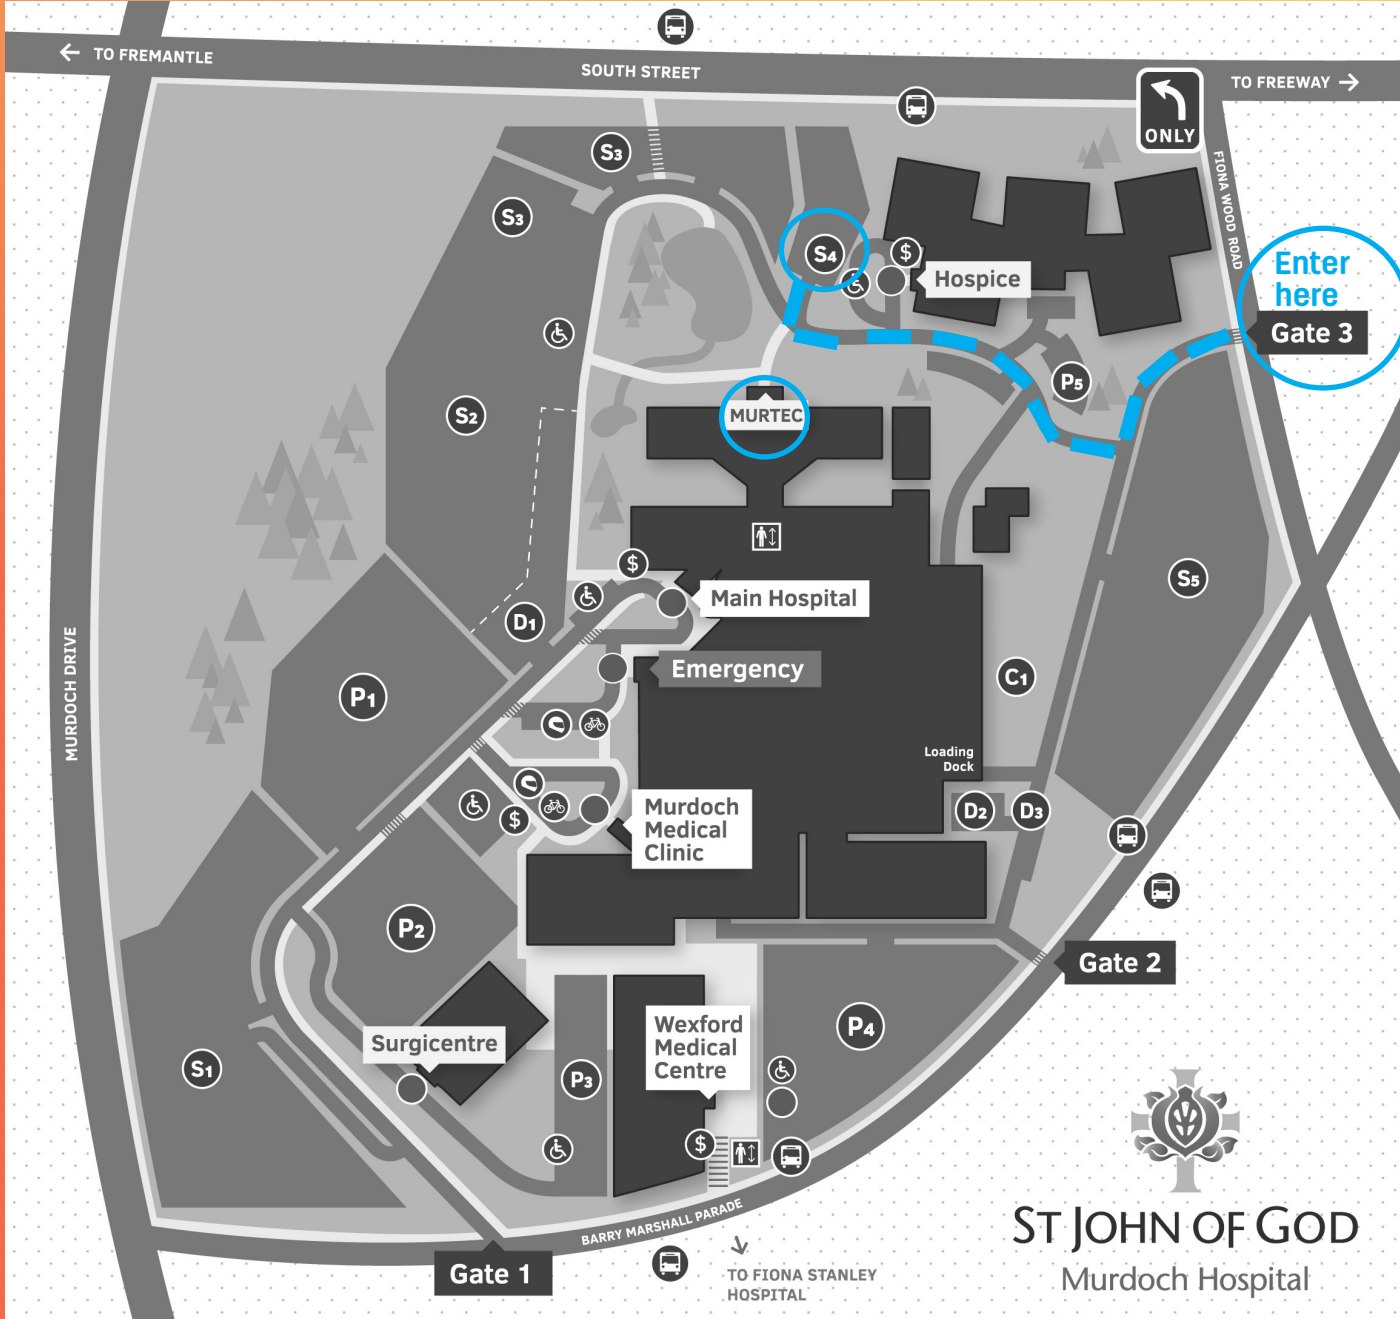 ← TO FREMANTLE
SOUTH STREET
TO FREEWAY →
ONLY
FIONA WOOD ROAD
S3
S3
S4
$
Hospice
Enter
here
Gate 3
P5
MURTEC
S2
S5
$
Main Hospital
D1
Emergency
MURDOCH DRIVE
P1
C1
Loading
Dock
D2
D3
$
Murdoch
Medical
Clinic
P2
Gate 2
Surgicentre
Wexford
Medical
Centre
P4
S1
P3
$
BARRY MARSHALL PARADE
Gate 1
TO FIONA STANLEY
HOSPITAL
ST JOHN OF GOD
Murdoch Hospital